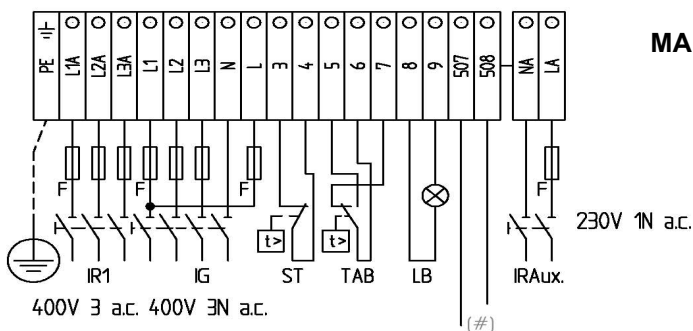 MA
PE L1A L2A L3A L1 L2 L3 N L 3 4 5 6 7 8 9 507 508 NA LA
F F F
t> t>
230V 1N a.c.
IR1 IG ST TAB LB IRAux.
400V 3 a.c. 400V 3N a.c.
(#)